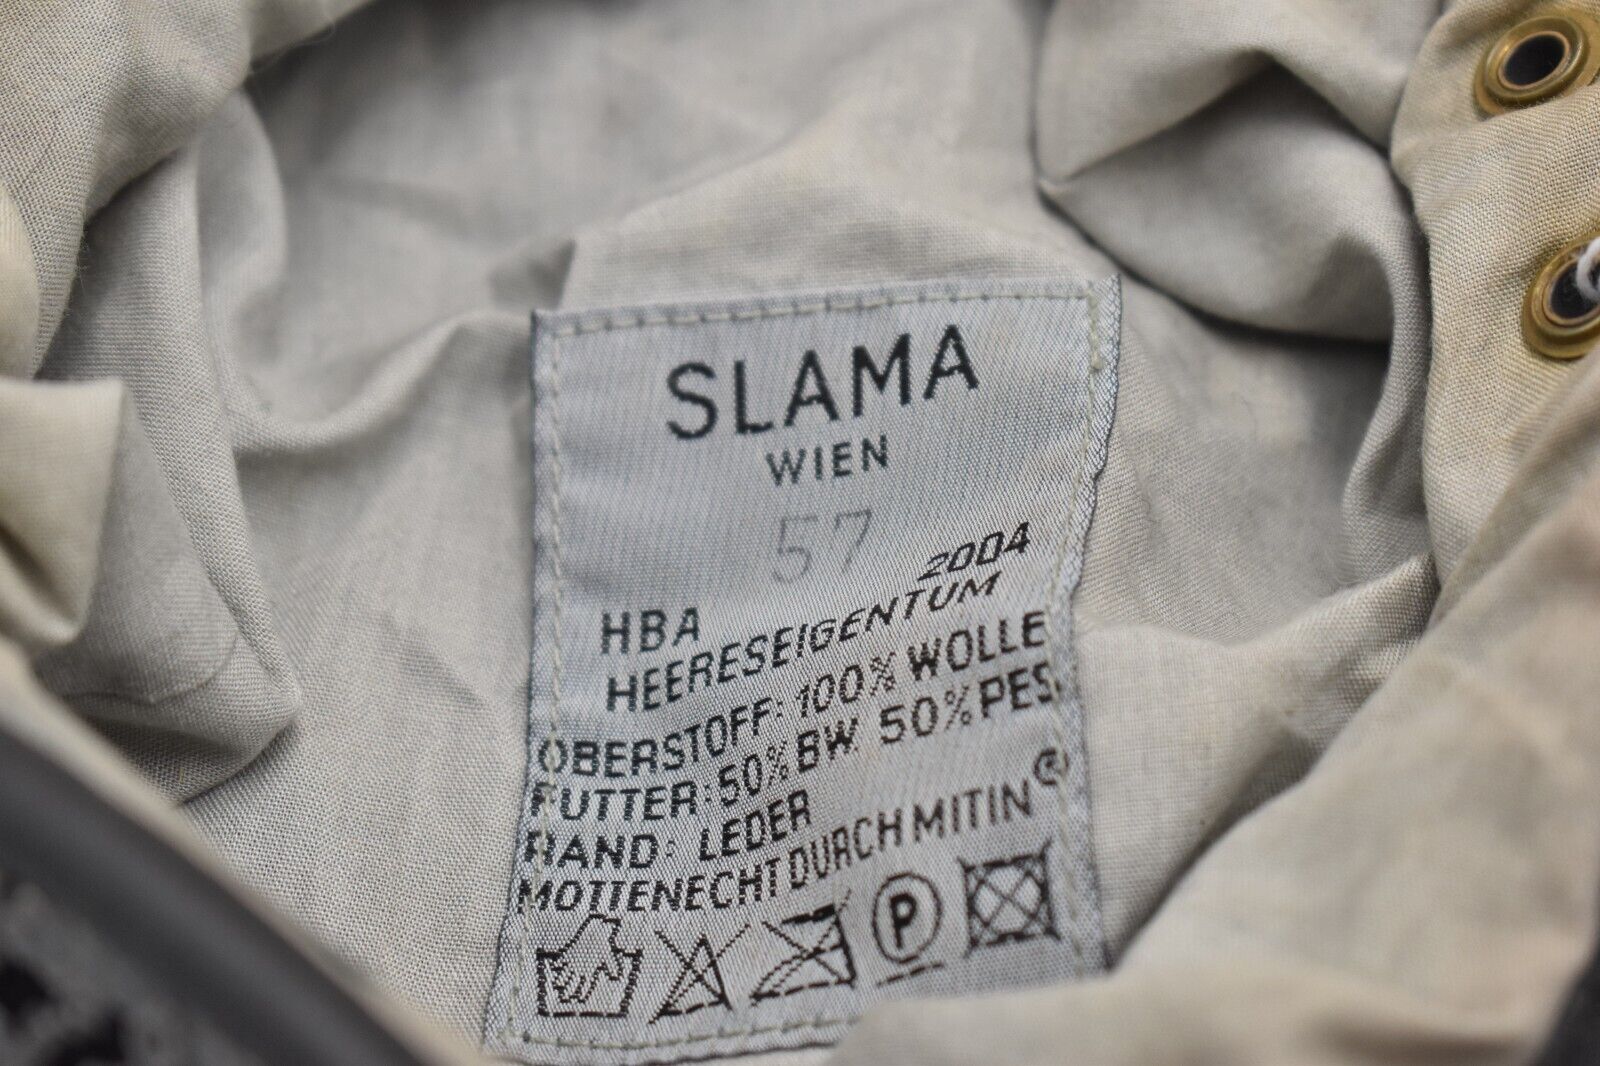 SLAMA
WIEN
57
2004
HBA
HEERESEIGENTUM
OBERSTOFF: 100% WOLLE
FUTTER: 50% BW. 50% PES
RAND: LEDER
MOTTENECHT DURCH MITIN®
P